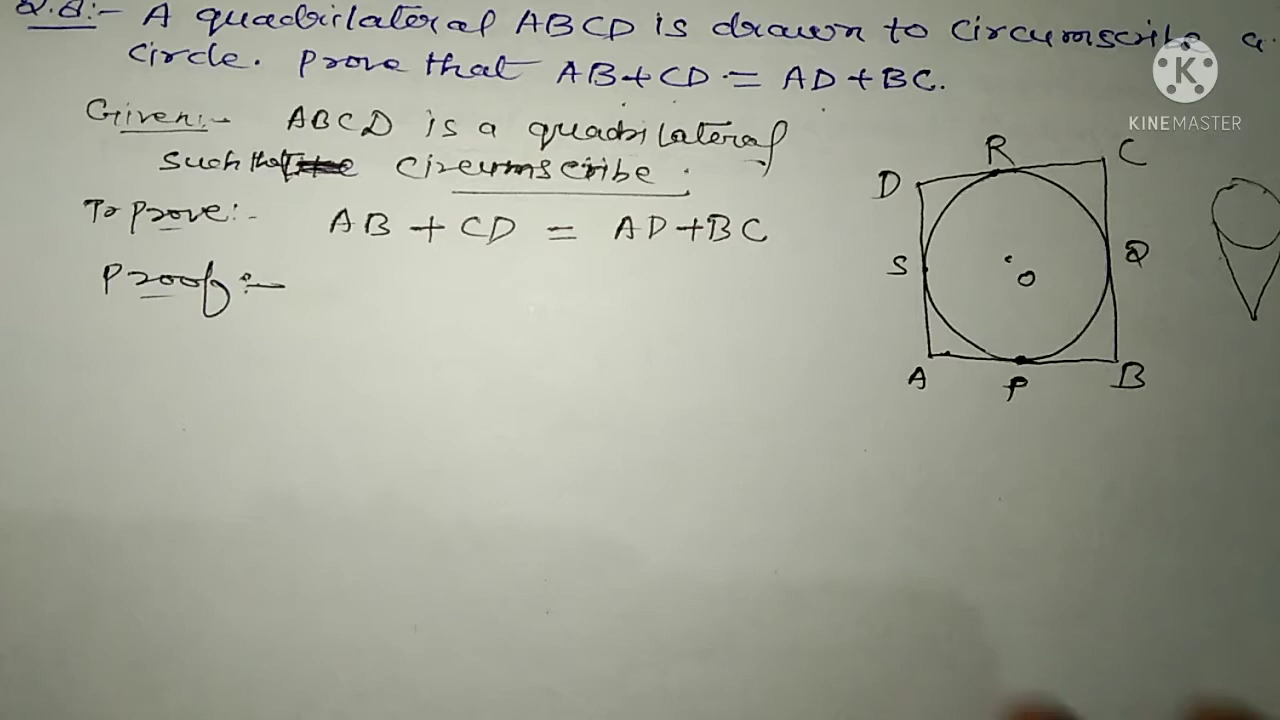 Q.8:- A quadrilateral ABCD is drawn to circumscribe a
circle. Prove that AB+CD = AD+BC.
Given:- ABCD is a quadrilateral
such that circumscribe.
To Prove:- AB + CD = AD+BC
Proof:-
K
KINEMASTER
R
C
D
S
Q
O
A
P
B